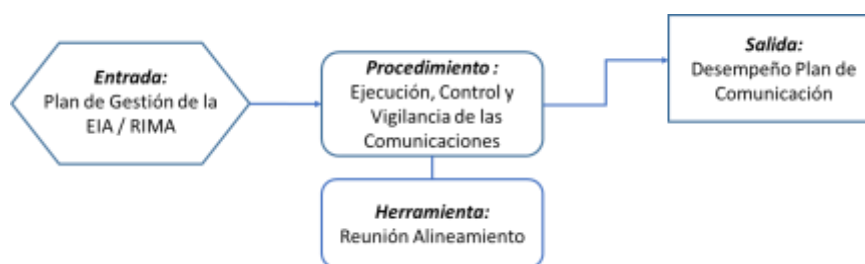 Entrada:
Plan de Gestión de la
EIA / RIMA
Procedimiento :
Ejecución, Control y
Vigilancia de las
Comunicaciones
Herramienta:
Reunión Alineamiento
Salida:
Desempeño Plan de
Comunicación